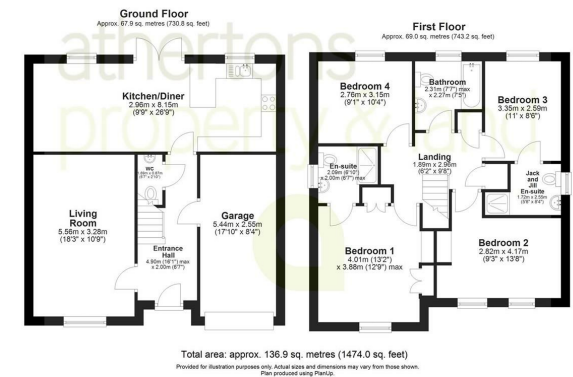 Ground Floor
Approx. 67.9 sq. metres (730.8 sq. feet)
Kitchen/Diner
2.96m x 8.15m
(9'9" x 26'9")
WC
Living
Room
5.56m x 3.28m
(18'3" x 10'9")
Garage
5.44m x 2.55m
(17'10" x 8'4")
Entrance
Hall
4.90m (16'1") max
x 2.00m (6'7")
First Floor
Approx. 69.0 sq. metres (743.2 sq. feet)
Bedroom 4
2.76m x 3.15m
(9'1" x 10'4")
Bathroom
2.31m (7'7") max
x 2.27m (7'5")
Bedroom 3
3.35m x 2.59m
(11' x 8'6")
En-suite
2.09m (6'10")
x 2.00m (6'7") max
Landing
1.89m x 2.96m
(6'2" x 9'8")
Jack
and
Jill
En-suite
Bedroom 1
4.01m (13'2")
x 3.88m (12'9") max
Bedroom 2
2.82m x 4.17m
(9'3" x 13'8")
athertons
property &
Total area: approx. 136.9 sq. metres (1474.0 sq. feet)
Provided for illustration purposes only. Actual sizes and dimensions may vary from those shown.
Plan produced using PlanUp.